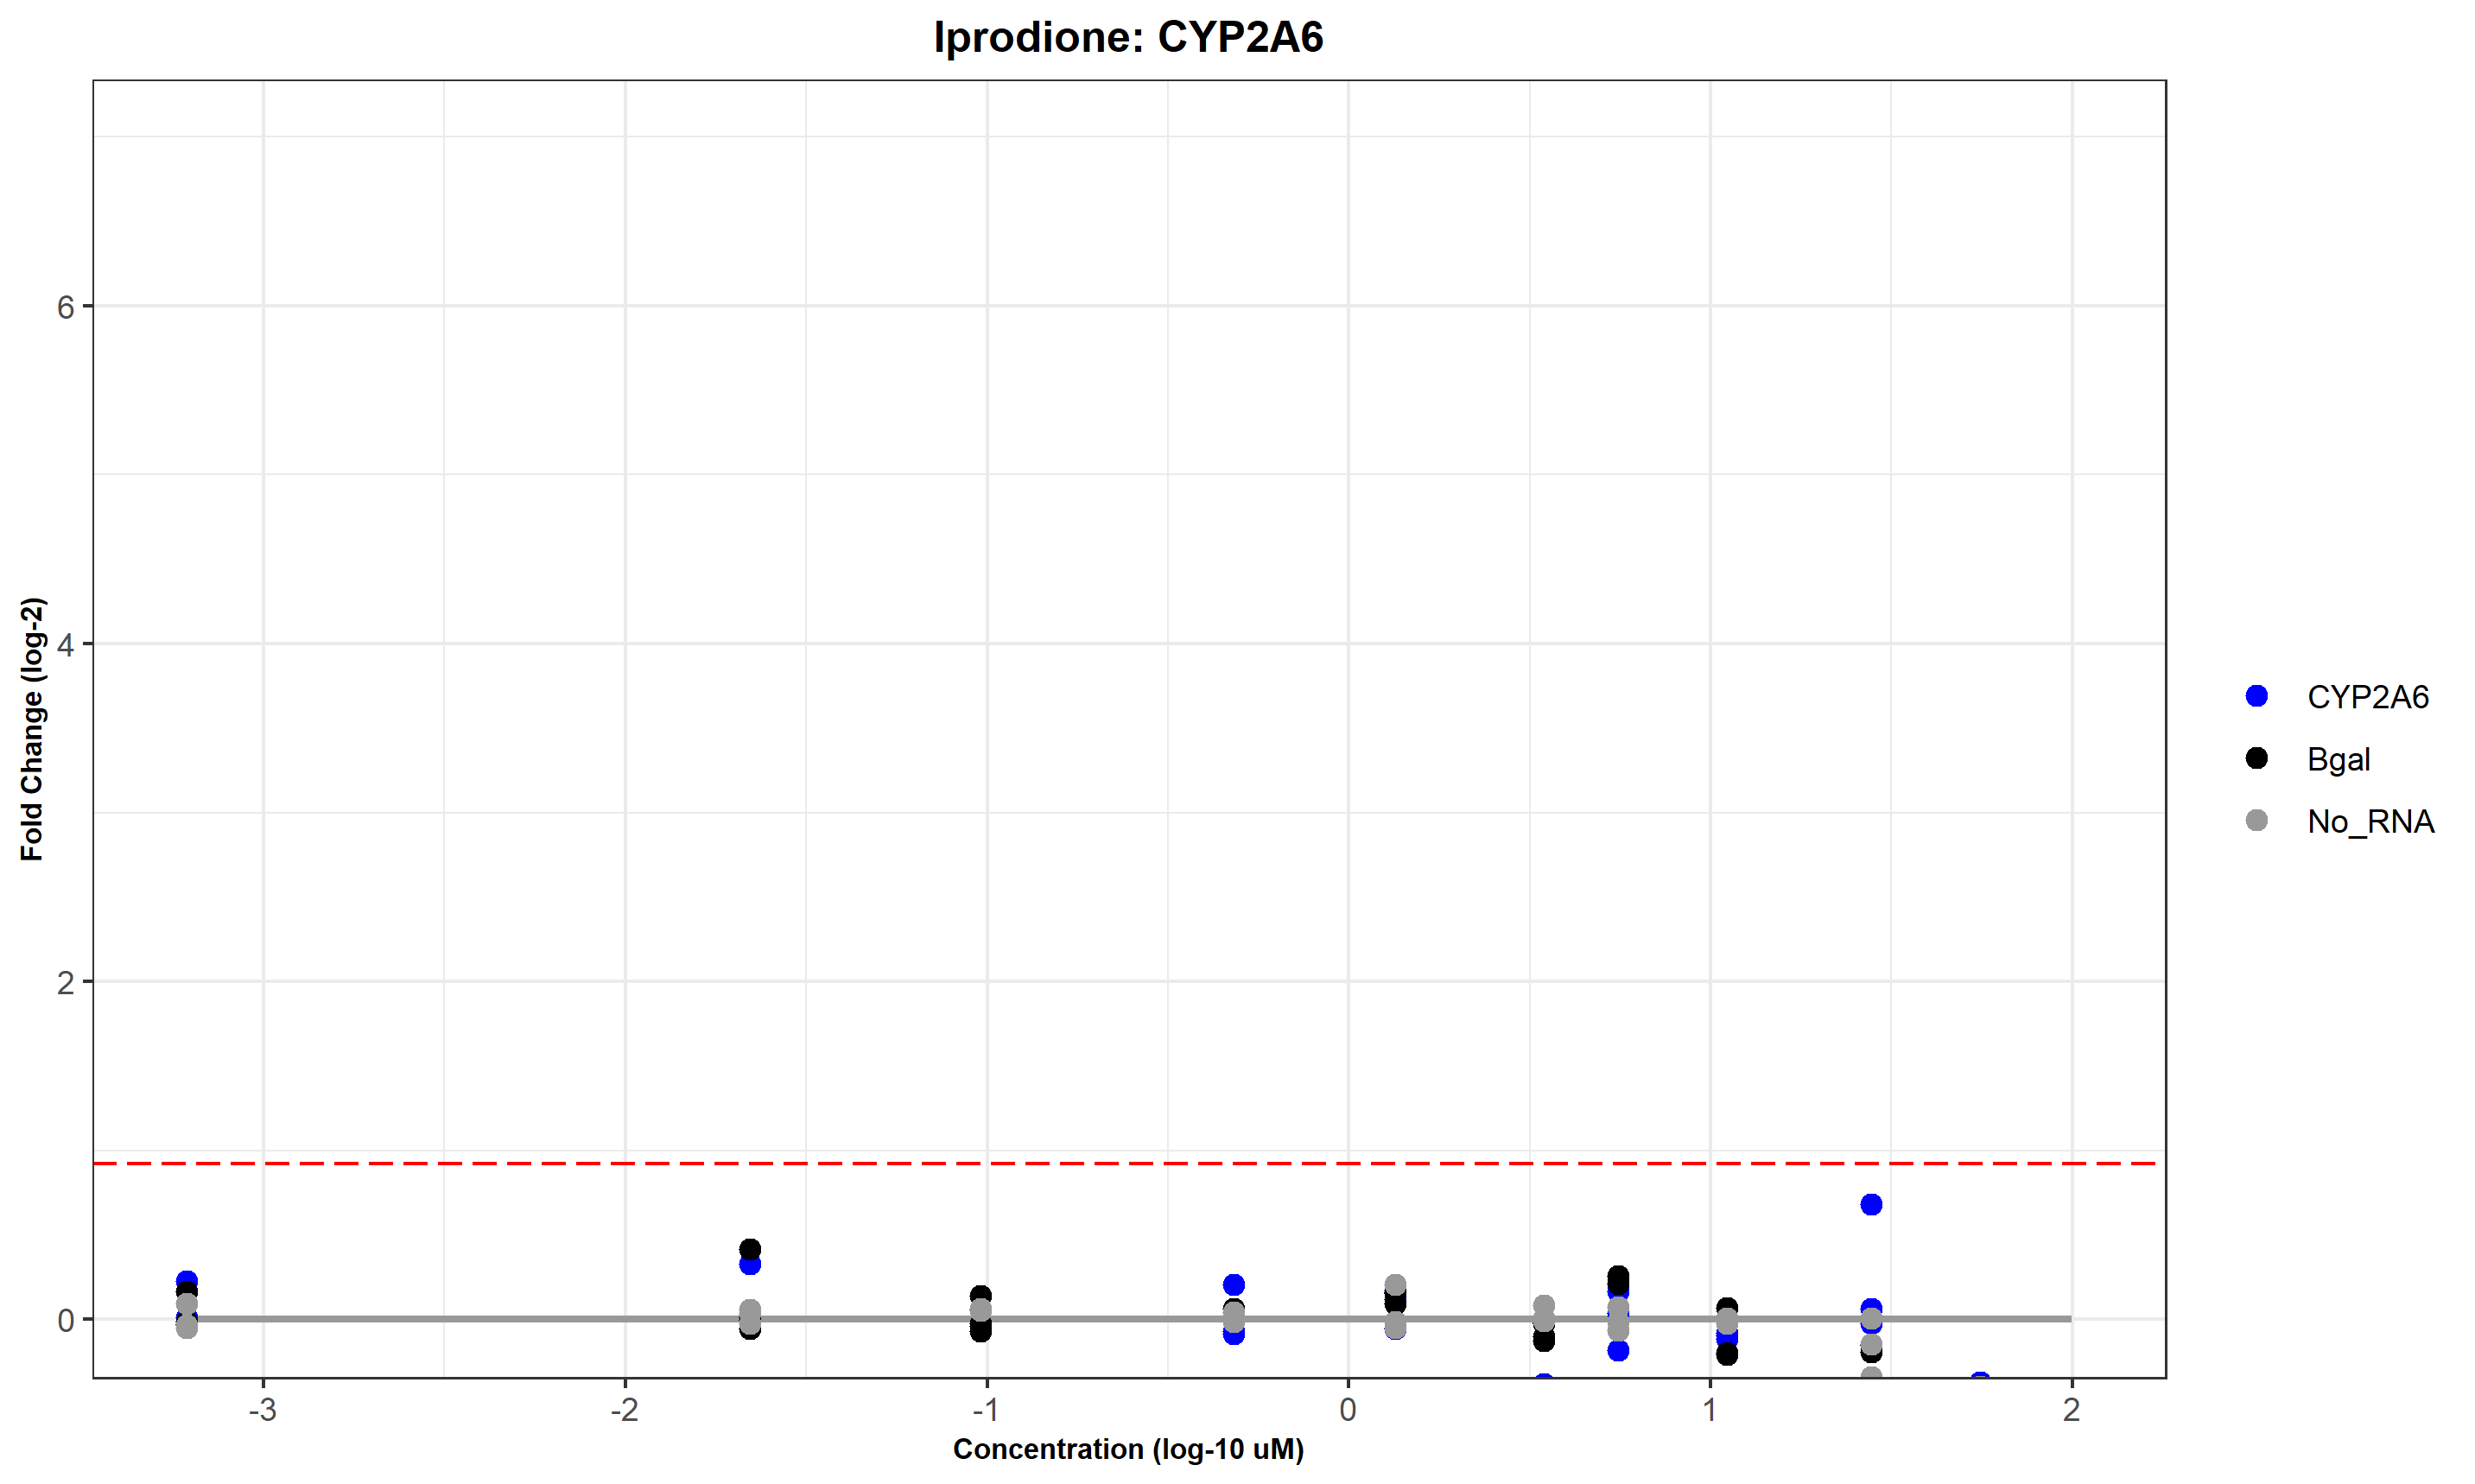 Iprodione: CYP2A6
Fold Change (log-2)
6
4
2
0
-3
-2
-1
0
1
2
Concentration (log-10 uM)
CYP2A6
Bgal
No_RNA